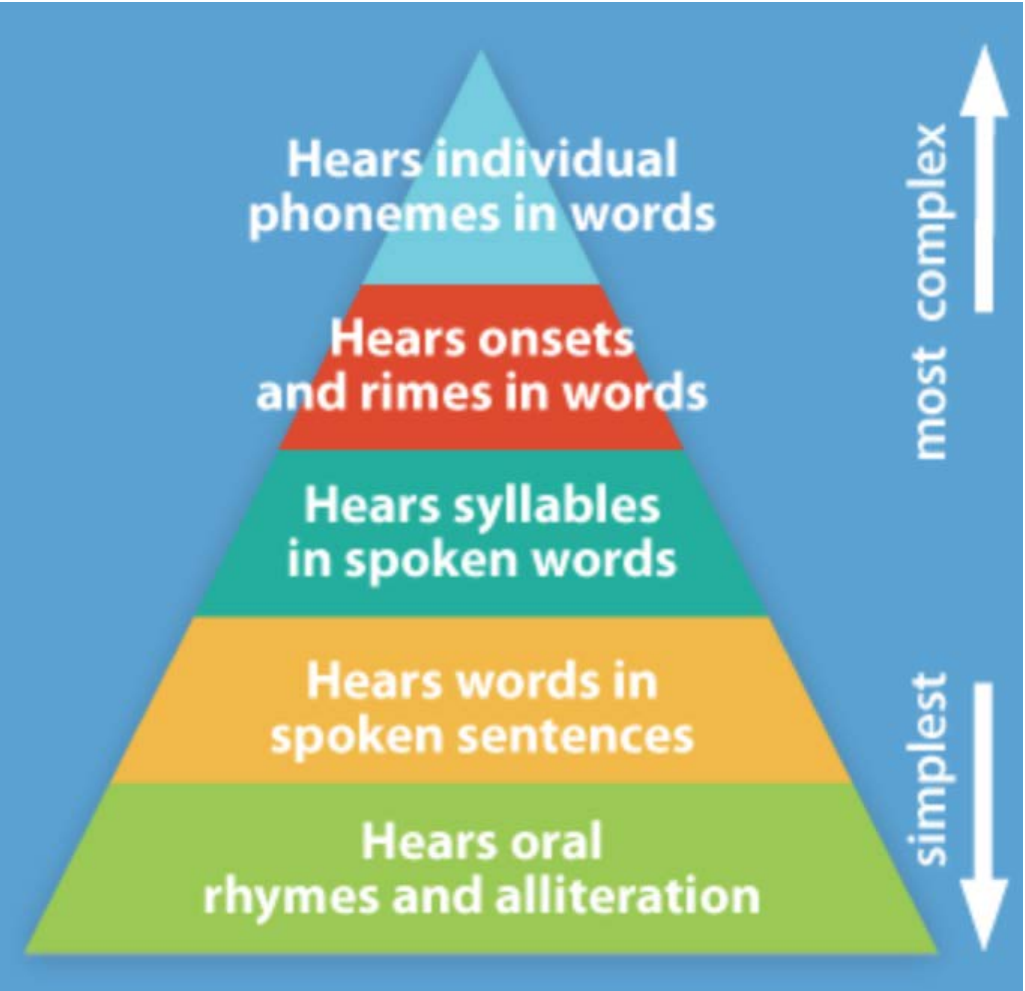 Hears individual
phonemes in words
Hears onsets
and rimes in words
Hears syllables
in spoken words
Hears words in
spoken sentences
Hears oral
rhymes and alliteration
most complex
simplest